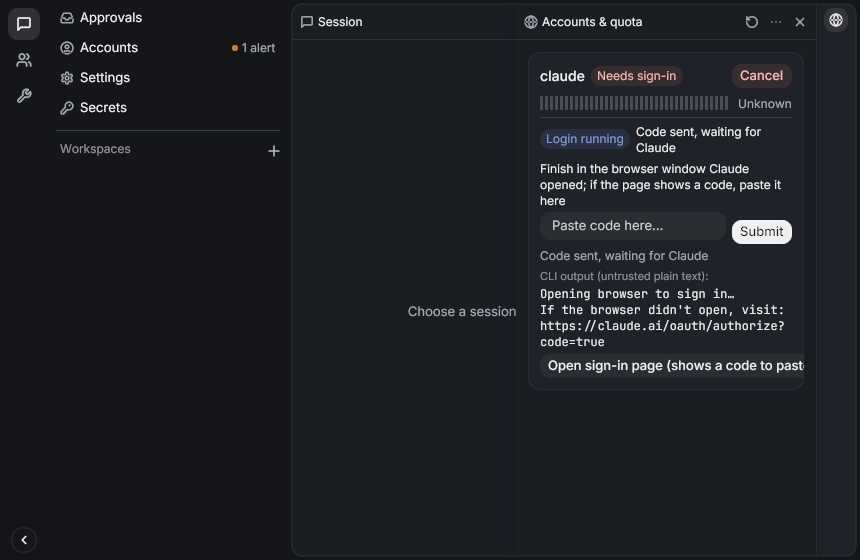 Approvals
Accounts
1 alert
Settings
Secrets
Workspaces
Session
Choose a session
Accounts & quota
claude
Needs sign-in
Cancel
Unknown
Login running
Code sent, waiting for
Claude
Finish in the browser window Claude
opened; if the page shows a code, paste it
here
Paste code here...
Submit
Code sent, waiting for Claude
CLI output (untrusted plain text):
Opening browser to sign in…
If the browser didn't open, visit:
https://claude.ai/oauth/authorize?
code=true
Open sign-in page (shows a code to paste